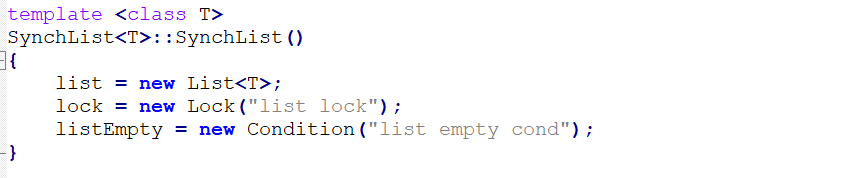 template <class T>
SynchList<T>::SynchList()
{
    list = new List<T>;
    lock = new Lock("list lock");
    listEmpty = new Condition("list empty cond");
}